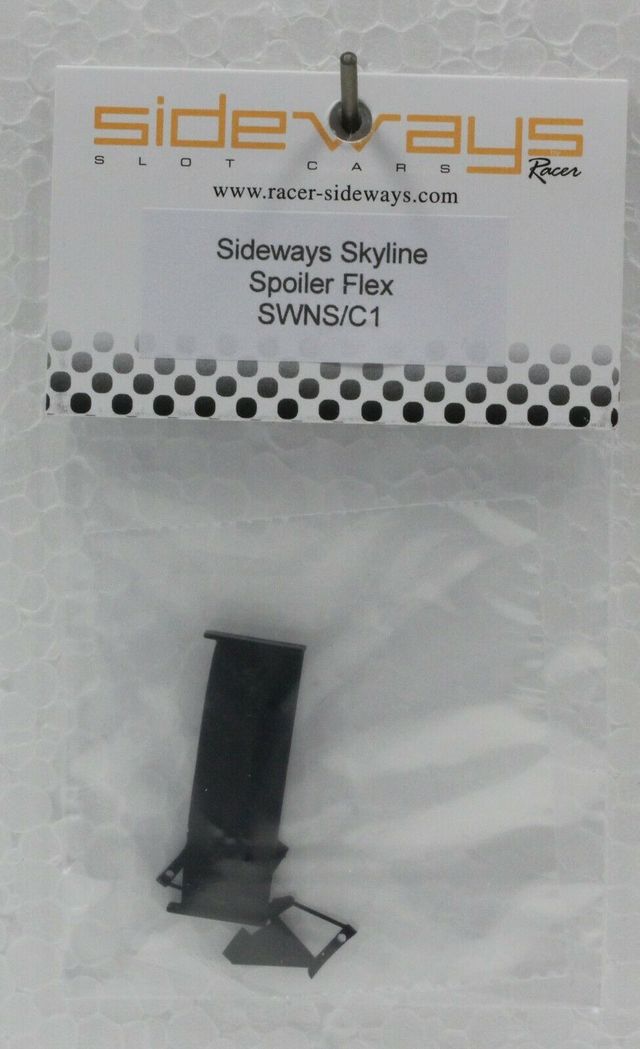 sideways
SLOT CARS Racer
www.racer-sideways.com
Sideways Skyline
Spoiler Flex
SWNS/C1